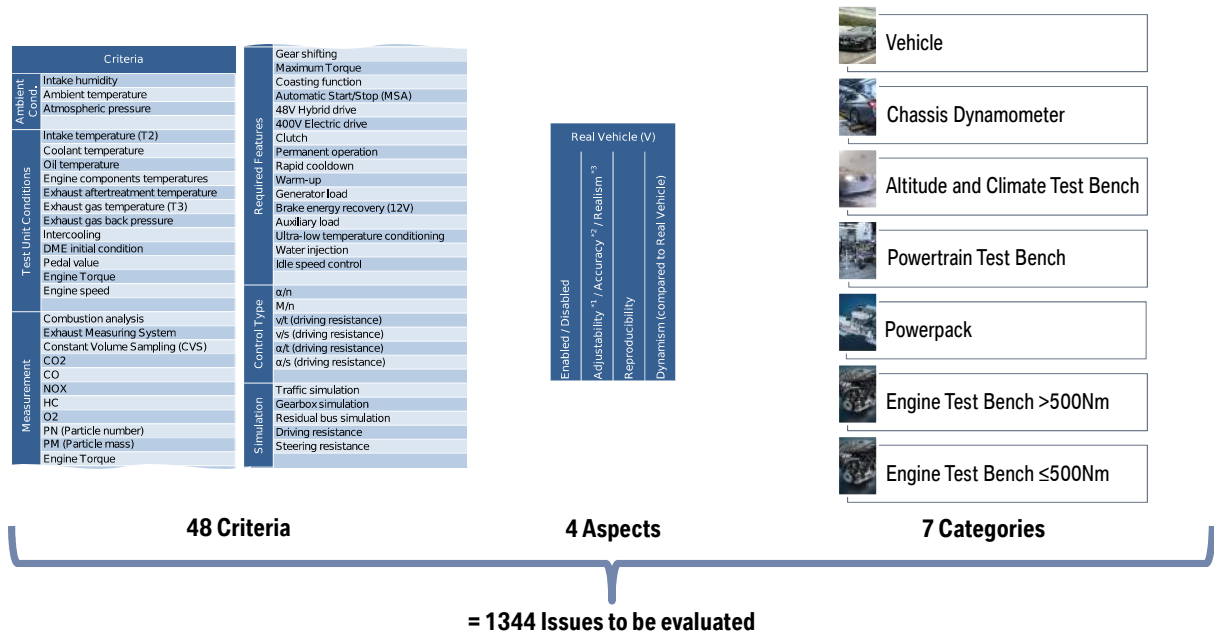 Criteria
Ambient
Cond.
Intake humidity
Ambient temperature
Atmospheric pressure
Test Unit Conditions
Intake temperature (T2)
Coolant temperature
Oil temperature
Engine components temperatures
Exhaust aftertreatment temperature
Exhaust gas temperature (T3)
Exhaust gas back pressure
Intercooling
DME initial condition
Pedal value
Engine Torque
Engine speed
Measurement
Combustion analysis
Exhaust Measuring System
Constant Volume Sampling (CVS)
CO2
CO
NOX
HC
O2
PN (Particle number)
PM (Particle mass)
Engine Torque
Required Features
Gear shifting
Maximum Torque
Coasting function
Automatic Start/Stop (MSA)
48V Hybrid drive
400V Electric drive
Clutch
Permanent operation
Rapid cooldown
Warm-up
Generator load
Brake energy recovery (12V)
Auxiliary load
Ultra-low temperature conditioning
Water injection
Idle speed control
Control Type
α/n
M/n
v/t (driving resistance)
v/s (driving resistance)
α/t (driving resistance)
α/s (driving resistance)
Simulation
Traffic simulation
Gearbox simulation
Residual bus simulation
Driving resistance
Steering resistance
Real Vehicle (V)
Enabled / Disabled
Adjustability *1 / Accuracy *2 / Realism *3
Reproducibility
Dynamism (compared to Real Vehicle)
Vehicle
Chassis Dynamometer
Altitude and Climate Test Bench
Powertrain Test Bench
Powerpack
Engine Test Bench >500Nm
Engine Test Bench ≤500Nm
48 Criteria
4 Aspects
7 Categories
= 1344 Issues to be evaluated